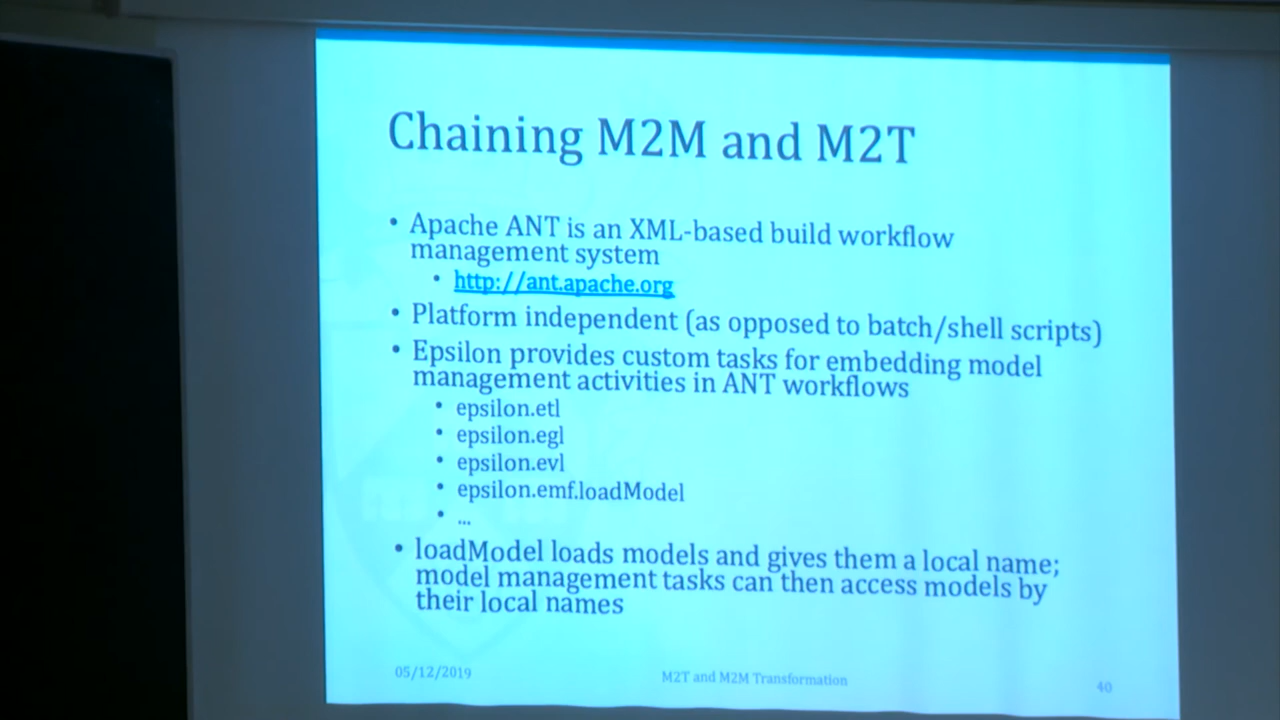 Chaining M2M and M2T
• Apache ANT is an XML-based build workflow
management system
• http://ant.apache.org
• Platform independent (as opposed to batch/shell scripts)
• Epsilon provides custom tasks for embedding model
management activities in ANT workflows
• epsilon.etl
• epsilon.egl
• epsilon.evl
• epsilon.emf.loadModel
• ...
• loadModel loads models and gives them a local name;
model management tasks can then access models by
their local names
05/12/2019 M2T and M2M Transformation 40